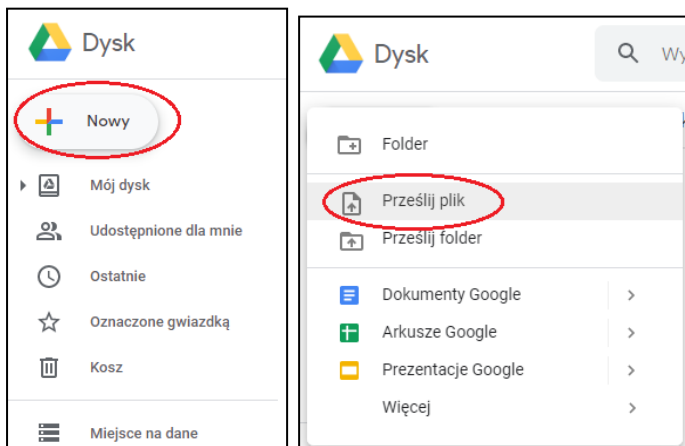 Dysk
Nowy
Mój dysk
Udostępnione dla mnie
Ostatnie
Oznaczone gwiazdką
Kosz
Miejsce na dane
Dysk
Wy
Folder
Prześlij plik
Prześlij folder
Dokumenty Google
Arkusze Google
Prezentacje Google
Więcej